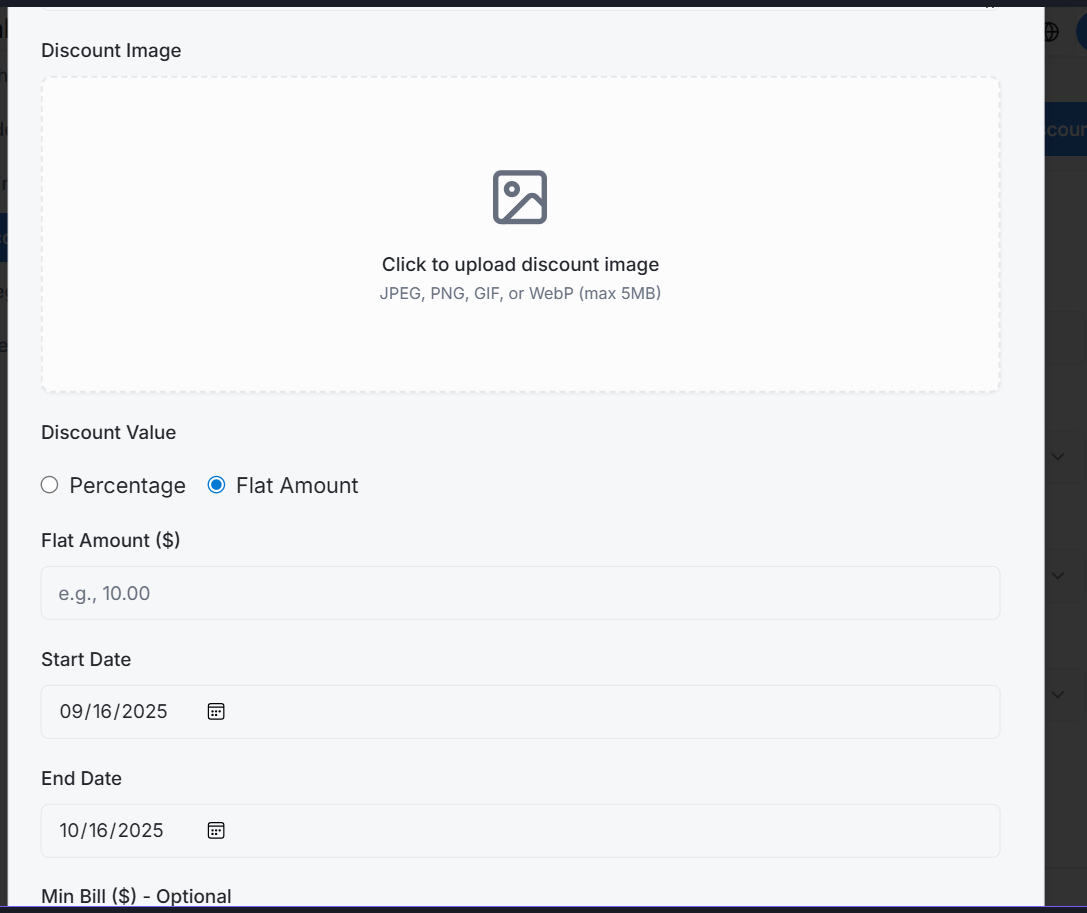 Discount Image
Click to upload discount image
JPEG, PNG, GIF, or WebP (max 5MB)
Discount Value
Percentage
Flat Amount
Flat Amount ($)
e.g., 10.00
Start Date
09/16/2025
End Date
10/16/2025
Min Bill ($) - Optional